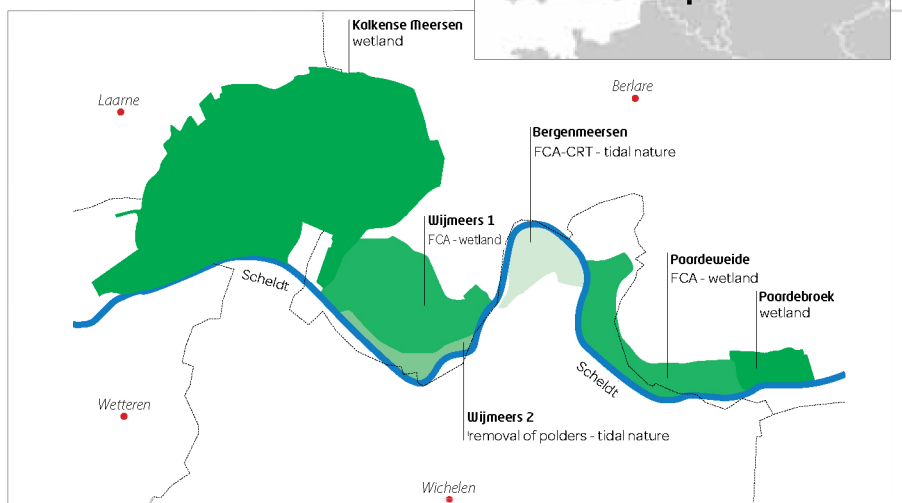 Kalkense Meersen
wetland
Laarne
Berlare
Bergenmeersen
FCA-CRT - tidal nature
Wijmeers 1
FCA - wetland
Paardeweide
FCA - wetland
Scheldt
Paardebroek
wetland
Scheldt
Wetteren
Wijmeers 2
removal of polders - tidal nature
Wichelen